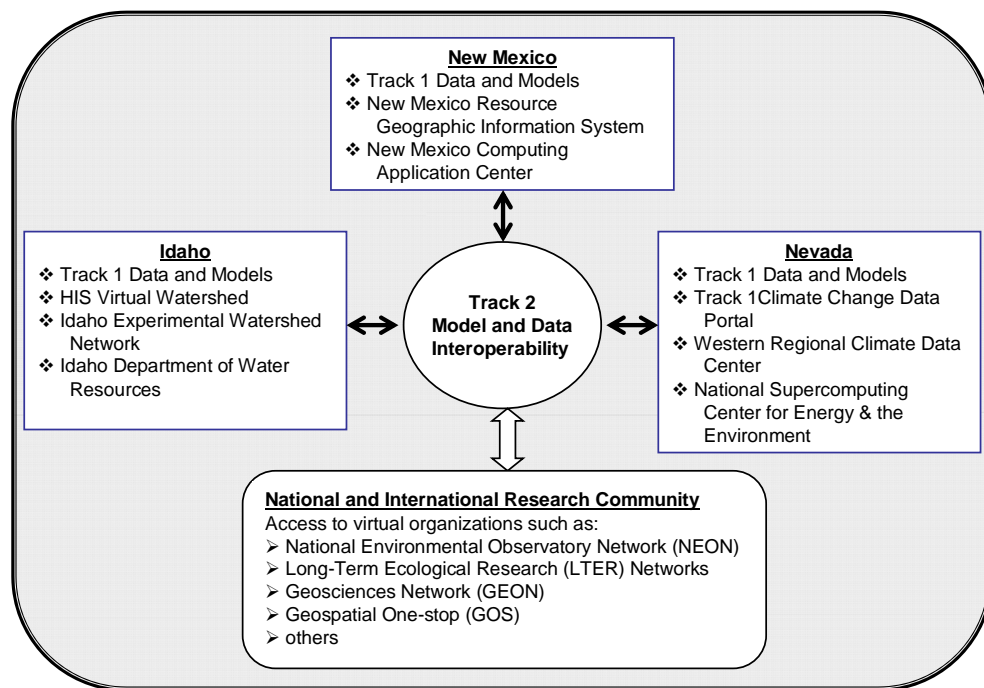 New Mexico
❖ Track 1 Data and Models
❖ New Mexico Resource
Geographic Information System
❖ New Mexico Computing
Application Center
Idaho
❖ Track 1 Data and Models
❖ HIS Virtual Watershed
❖ Idaho Experimental Watershed
Network
❖ Idaho Department of Water
Resources
Track 2
Model and Data
Interoperability
Nevada
❖ Track 1 Data and Models
❖ Track 1Climate Change Data
Portal
❖ Western Regional Climate Data
Center
❖ National Supercomputing
Center for Energy & the
Environment
National and International Research Community
Access to virtual organizations such as:
➢ National Environmental Observatory Network (NEON)
➢ Long-Term Ecological Research (LTER) Networks
➢ Geosciences Network (GEON)
➢ Geospatial One-stop (GOS)
➢ others